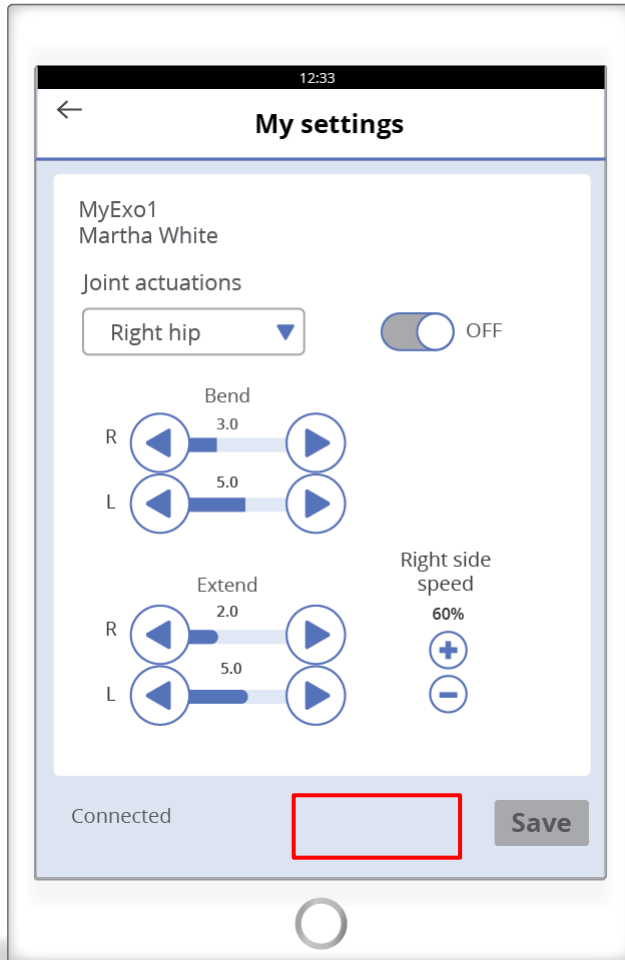 12:33
My settings
MyExo1
Martha White
Joint actuations
Right hip
OFF
Bend
R
3.0
L
5.0
Extend
R
2.0
L
5.0
Right side
speed
60%
Connected
Save